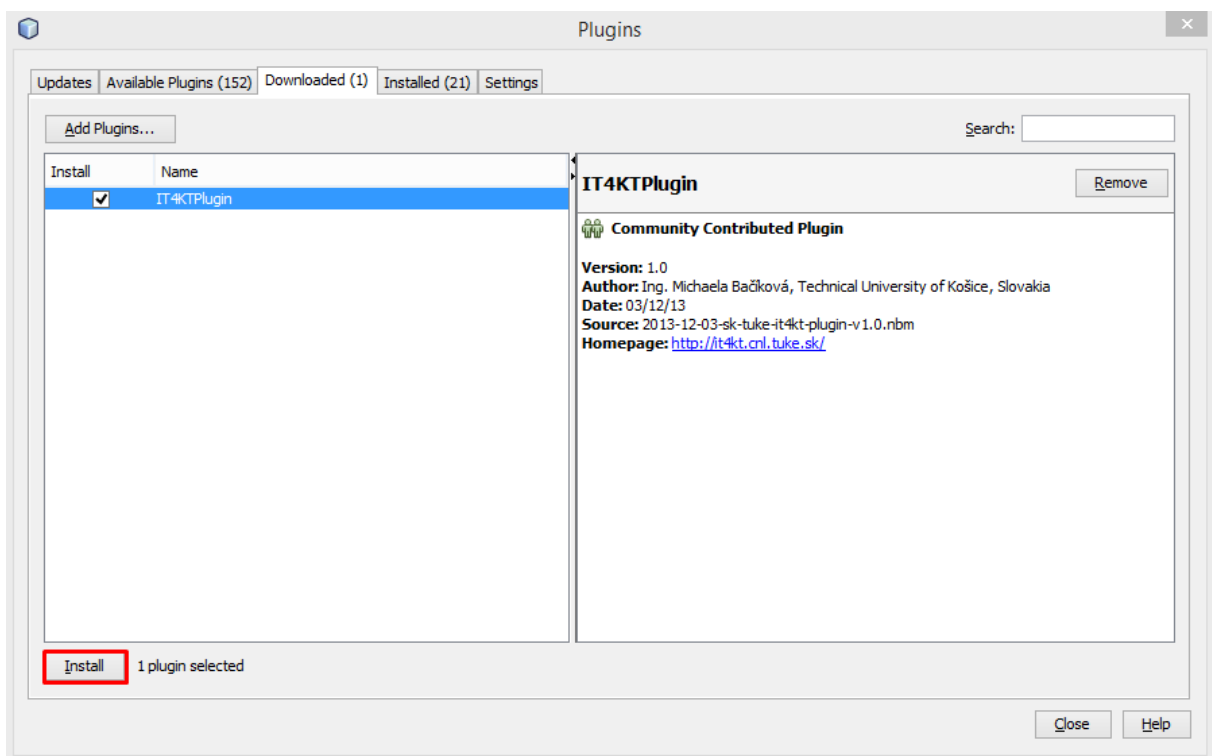 Plugins
Updates Available Plugins (152) Downloaded (1) Installed (21) Settings
Add Plugins... Search:
Install Name
IT4KTPlugin
IT4KTPlugin Remove
Community Contributed Plugin
Version: 1.0
Author: Ing. Michaela Bačíková, Technical University of Košice, Slovakia
Date: 03/12/13
Source: 2013-12-03-sk-tuke-it4kt-plugin-v1.0.nbm
Homepage: http://it4kt.cnl.tuke.sk/
Install 1 plugin selected
Close Help